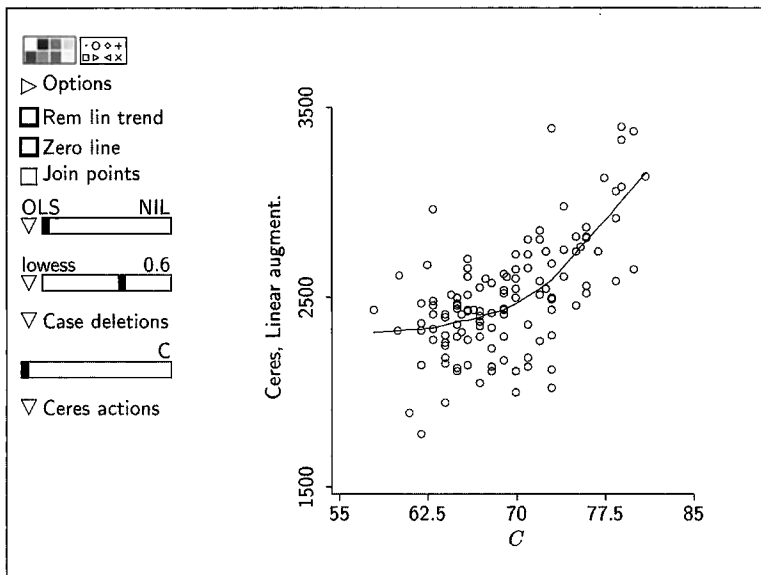 Options
Rem lin trend
Zero line
Join points
OLS NIL
lowess 0.6
Case deletions
C
Ceres actions
Ceres, Linear augment.
3500
2500
1500
55 62.5 70 77.5 85
C